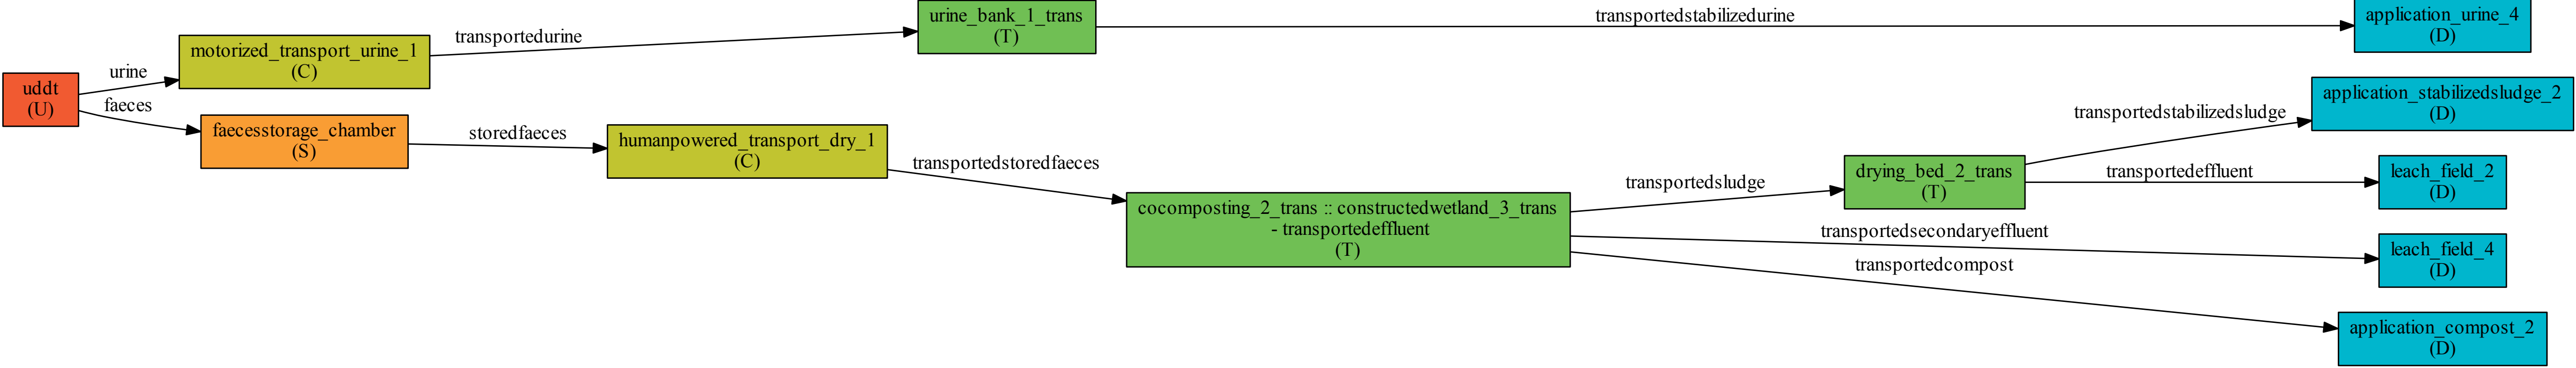 uddt
(U)
urine
faeces
motorized_transport_urine_1
(C)
faecesstorage_chamber
(S)
transportedurine
storedfaeces
humanpowered_transport_dry_1
(C)
urine_bank_1_trans
(T)
transportedstoredfaeces
cocomposting_2_trans :: constructedwetland_3_trans
- transportedeffluent
(T)
transportedstabilizedurine
transportedsludge
transportedsecondaryeffluent
transportedcompost
drying_bed_2_trans
(T)
transportedstabilizedsludge
transportedeffluent
application_urine_4
(D)
application_stabilizedsludge_2
(D)
leach_field_2
(D)
leach_field_4
(D)
application_compost_2
(D)